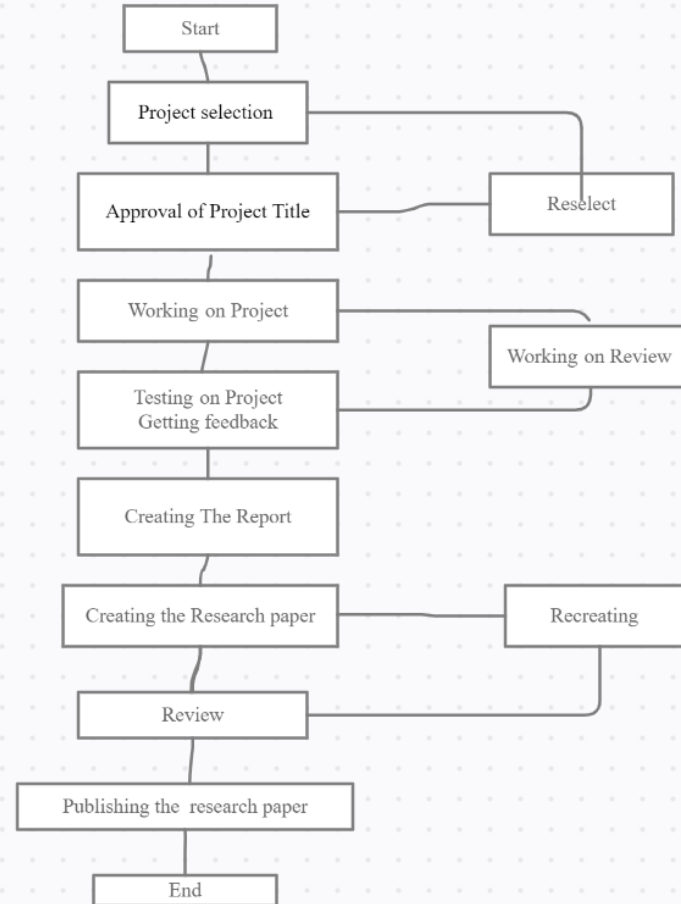 Start
Project selection
Approval of Project Title
Reselect
Working on Project
Working on Review
Testing on Project
Getting feedback
Creating The Report
Creating the Research paper
Recreating
Review
Publishing the research paper
End